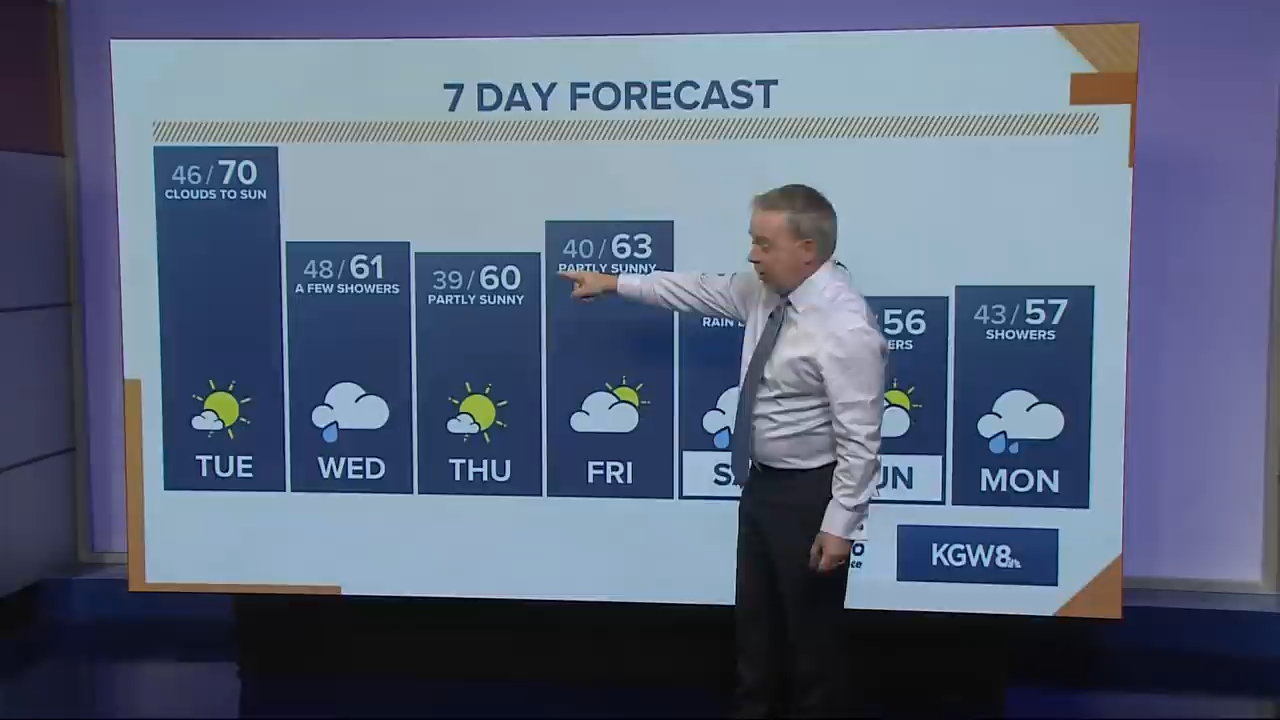 7 DAY FORECAST
46/70
CLOUDS TO SUN
TUE
48/61
A FEW SHOWERS
WED
39/60
PARTLY SUNNY
THU
40/63
PARTLY SUNNY
FRI
RAIN
56
43/57
SHOWERS
MON
KGW8